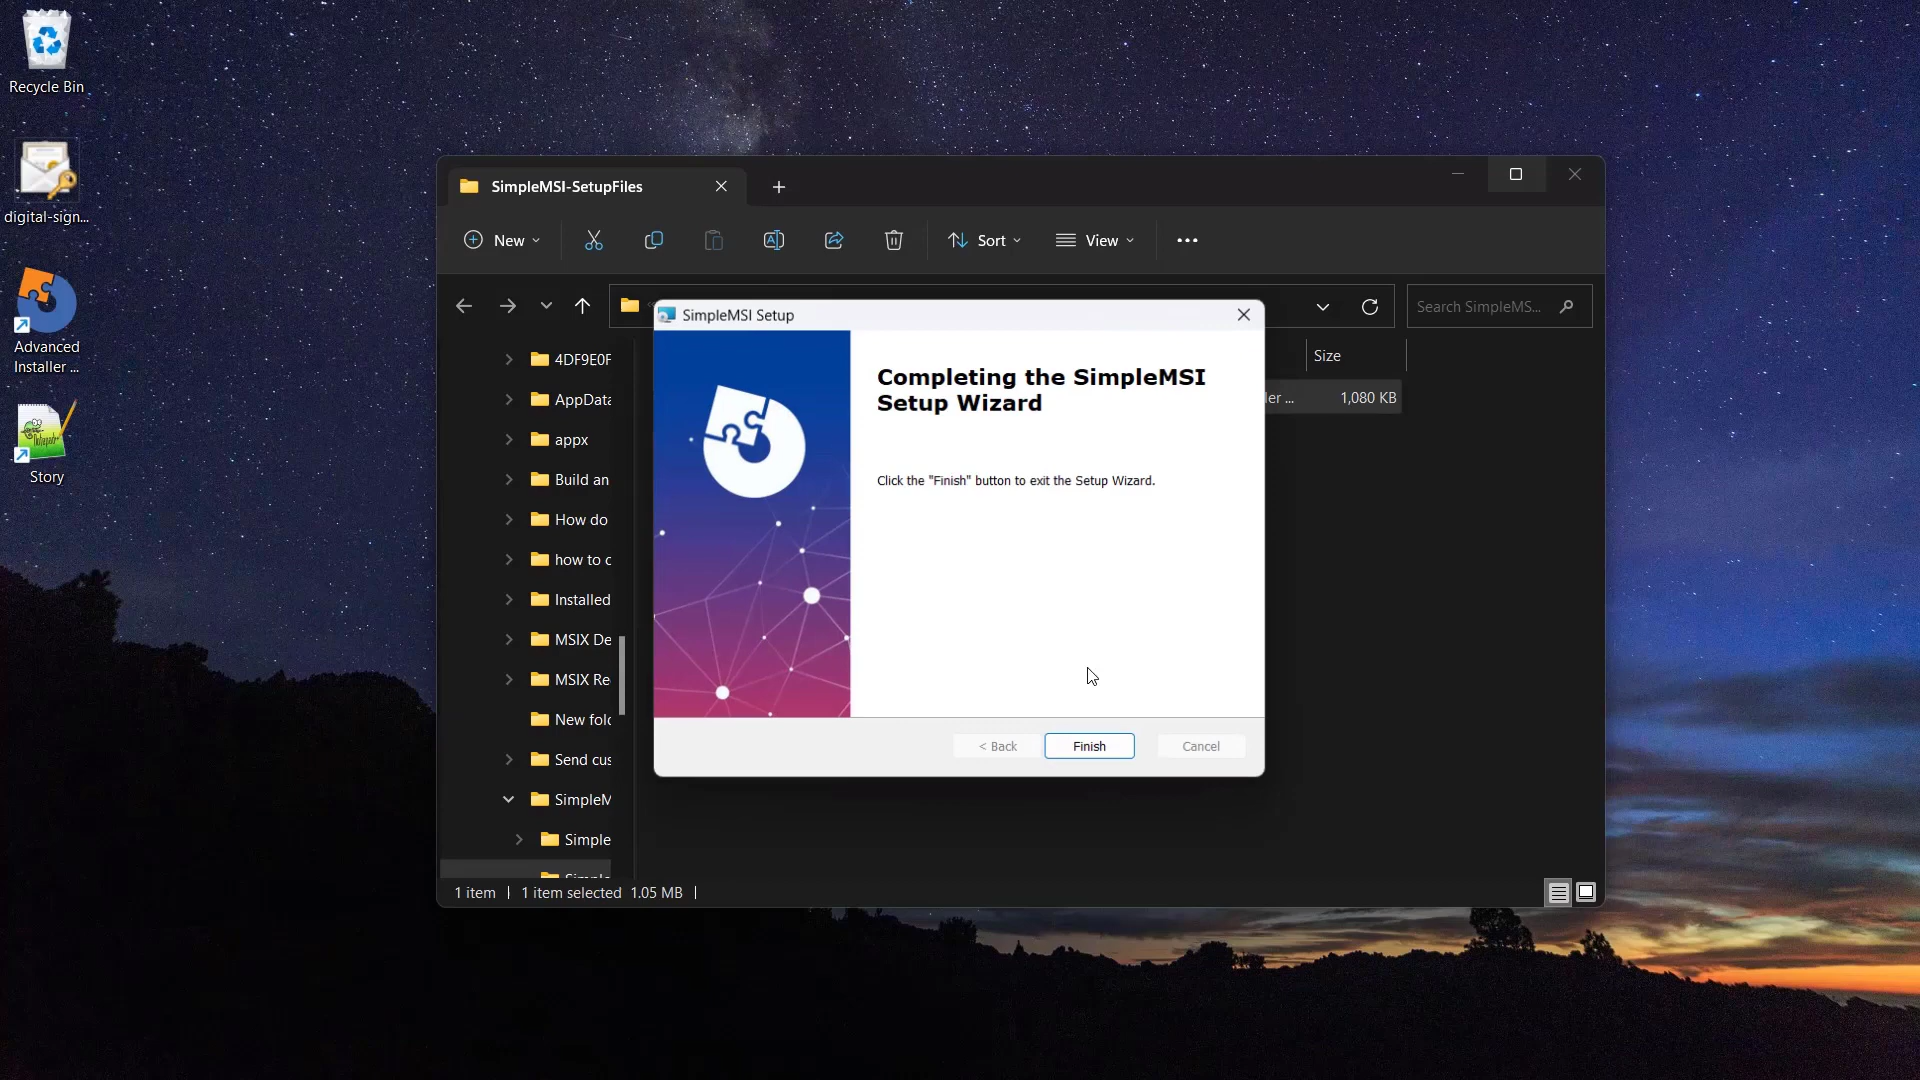 Recycle Bin
digital-sign...
Advanced
Installer ...
Story
SimpleMSI-SetupFiles
New
Sort
View
Search SimpleMS...
Size
1,080 KB
4DF9E0F
AppData
appx
Build an
How do
how to c
Installed
MSIX De
MSIX Re
New fold
Send cus
SimpleM
Simple
1 item
1 item selected 1.05 MB
SimpleMSI Setup
Completing the SimpleMSI
Setup Wizard
Click the "Finish" button to exit the Setup Wizard.
< Back
Finish
Cancel